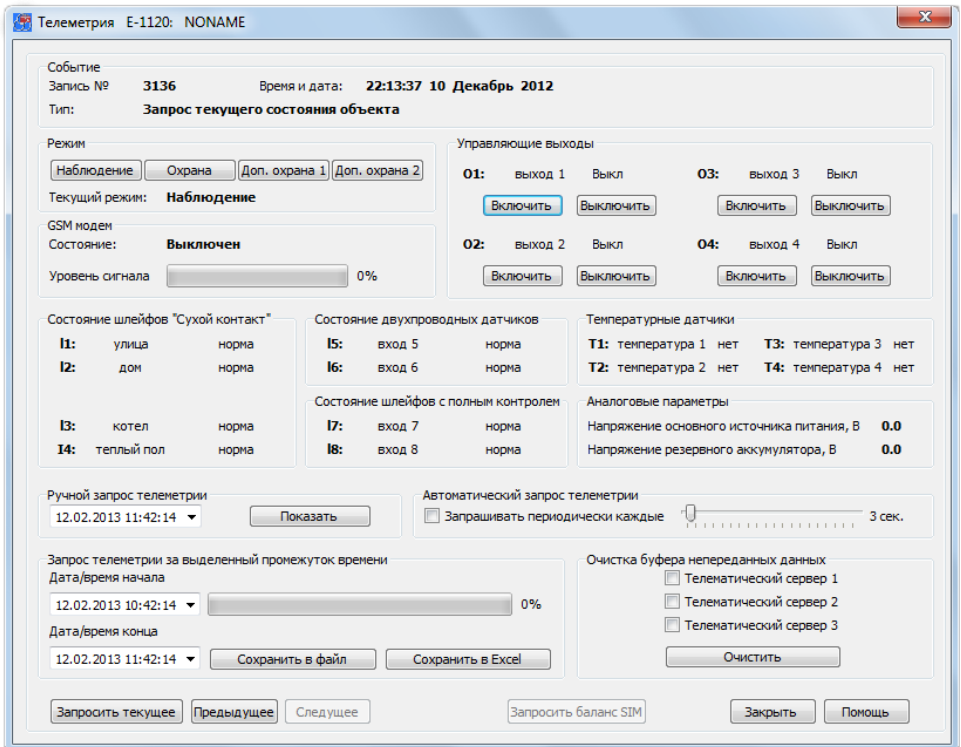 Телеметрия E-1120: NONAME
Событие
Запись № 3136 Время и дата: 22:13:37 10 Декабрь 2012
Тип: Запрос текущего состояния объекта
Режим
Наблюдение Охрана Доп. охрана 1 Доп. охрана 2
Текущий режим: Наблюдение
GSM модем
Состояние: Выключен
Уровень сигнала 0%
Управляющие выходы
O1: выход 1 Выкл O3: выход 3 Выкл
Включить Выключить Включить Выключить
O2: выход 2 Выкл O4: выход 4 Выкл
Включить Выключить Включить Выключить
Состояние шлейфов "Сухой контакт"
I1: улица норма
I2: дом норма
I3: котел норма
I4: теплый пол норма
Состояние двухпроводных датчиков
I5: вход 5 норма
I6: вход 6 норма
Состояние шлейфов с полным контролем
I7: вход 7 норма
I8: вход 8 норма
Температурные датчики
T1: температура 1 нет T3: температура 3 нет
T2: температура 2 нет T4: температура 4 нет
Аналоговые параметры
Напряжение основного источника питания, В 0.0
Напряжение резервного аккумулятора, В 0.0
Ручной запрос телеметрии
12.02.2013 11:42:14 Показать
Автоматический запрос телеметрии
Запрашивать периодически каждые 3 сек.
Запрос телеметрии за выделенный промежуток времени
Дата/время начала
12.02.2013 10:42:14 0%
Дата/время конца
12.02.2013 11:42:14 Сохранить в файл Сохранить в Excel
Очистка буфера непереданных данных
Телематический сервер 1
Телематический сервер 2
Телематический сервер 3
Очистить
Запросить текущее Предыдущее Следущее Запросить баланс SIM Закрыть Помощь